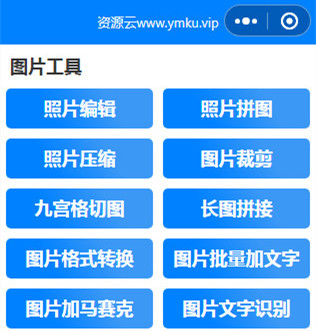 资源云www.ymku.vip
图片工具
照片编辑 照片拼图
照片压缩 图片裁剪
九宫格切图 长图拼接
图片格式转换 图片批量加文字
图片加马赛克 图片文字识别